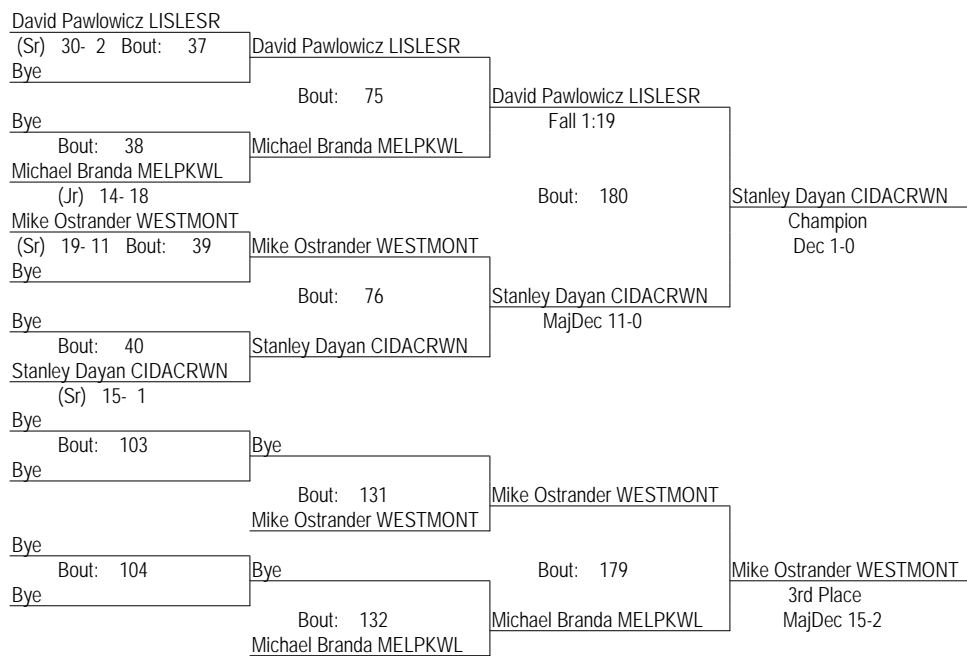 David Pawlowicz LISLESR
(Sr) 30- 2 Bout: 37
Bye
David Pawlowicz LISLESR
Bout: 75
Bye
Bout: 38
Michael Branda MELPKWL
(Jr) 14- 18
Michael Branda MELPKWL
David Pawlowicz LISLESR
Fall 1:19
Mike Ostrander WESTMONT
(Sr) 19- 11 Bout: 39
Bye
Mike Ostrander WESTMONT
Bout: 76
Bye
Bout: 40
Stanley Dayan CIDACRWN
(Sr) 15- 1
Stanley Dayan CIDACRWN
Stanley Dayan CIDACRWN
MajDec 11-0
Bout: 180
Stanley Dayan CIDACRWN
Champion
Dec 1-0
Bye
Bout: 103
Bye
Bye
Bout: 131
Mike Ostrander WESTMONT
Mike Ostrander WESTMONT
Bye
Bout: 104
Bye
Bye
Bout: 132
Michael Branda MELPKWL
Michael Branda MELPKWL
Bout: 179
Mike Ostrander WESTMONT
3rd Place
MajDec 15-2